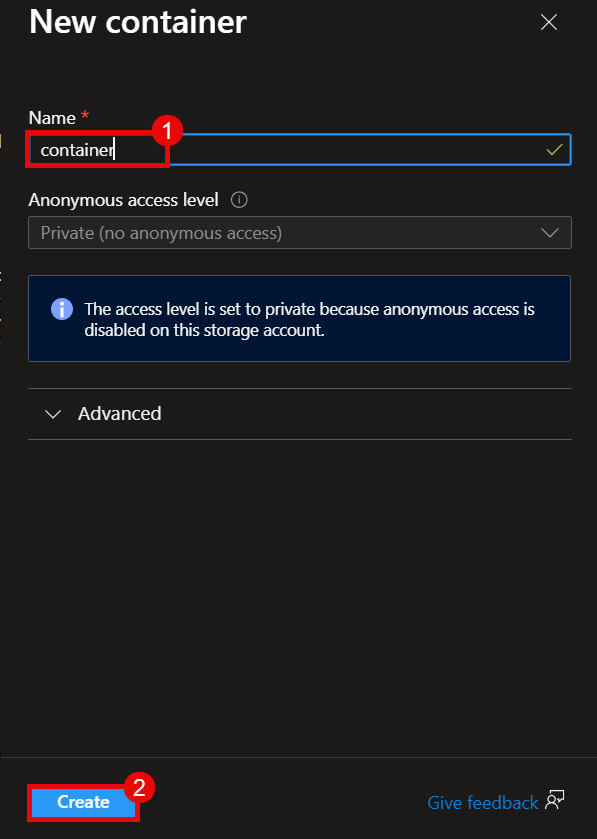 New container
Name *
1
container
Anonymous access level
Private (no anonymous access)
The access level is set to private because anonymous access is
disabled on this storage account.
Advanced
2
Create
Give feedback